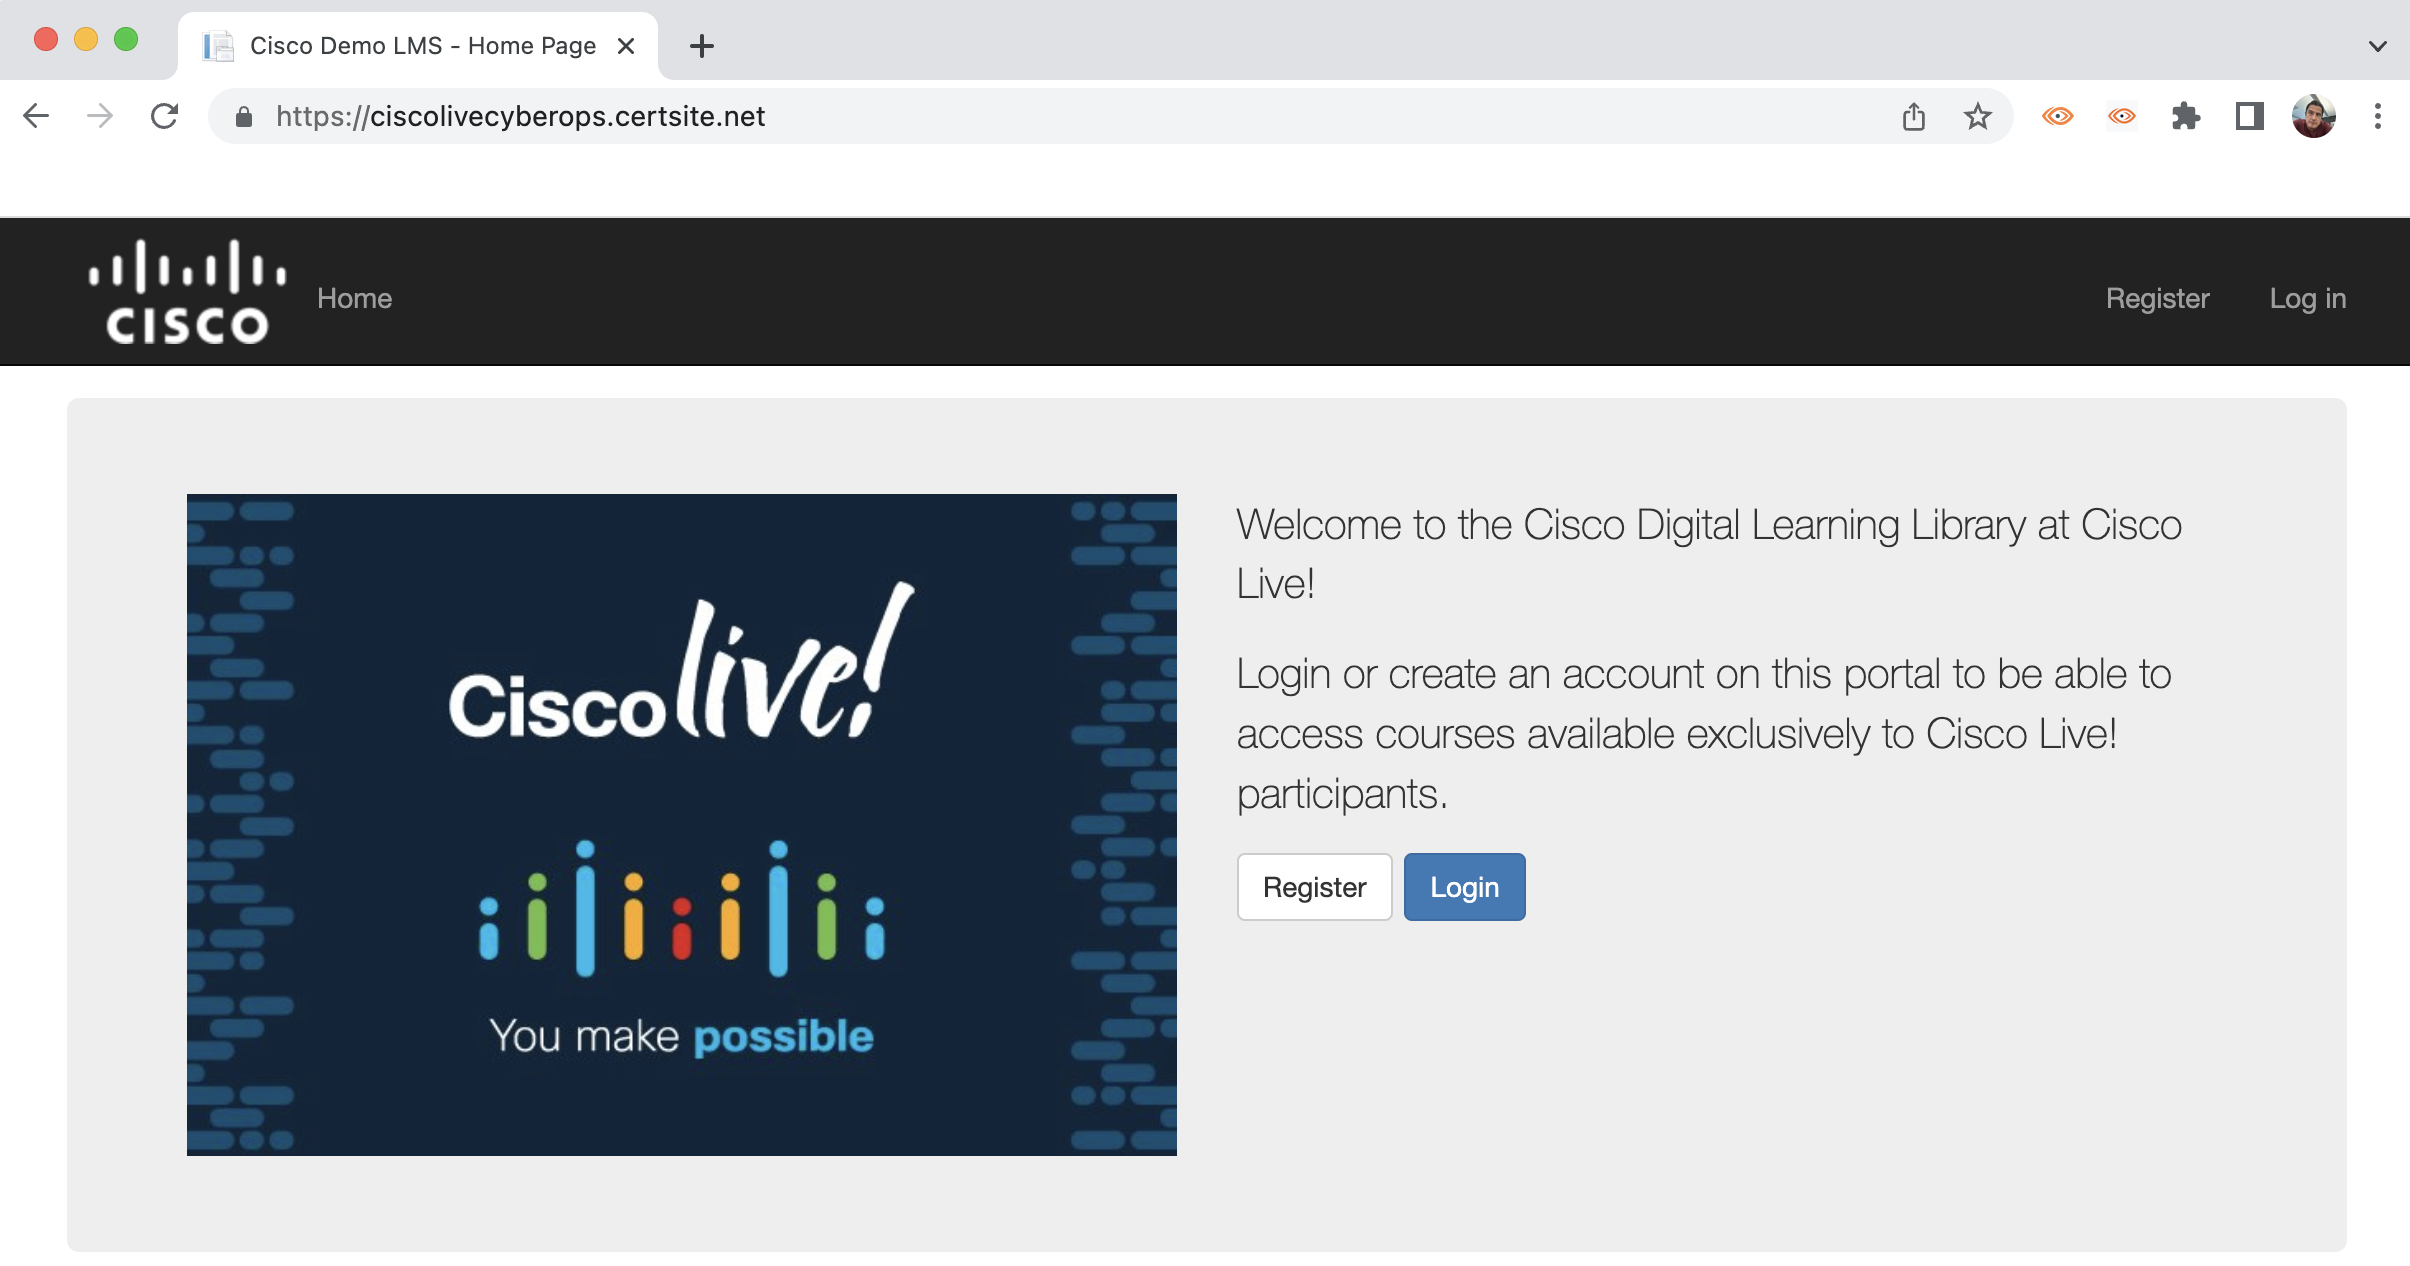 Cisco Demo LMS - Home Page
https://ciscolivecyberops.certsite.net
CISCO
Home
Register
Log in
Cisco live!
You make possible
Welcome to the Cisco Digital Learning Library at Cisco
Live!
Login or create an account on this portal to be able to
access courses available exclusively to Cisco Live!
participants.
Register
Login